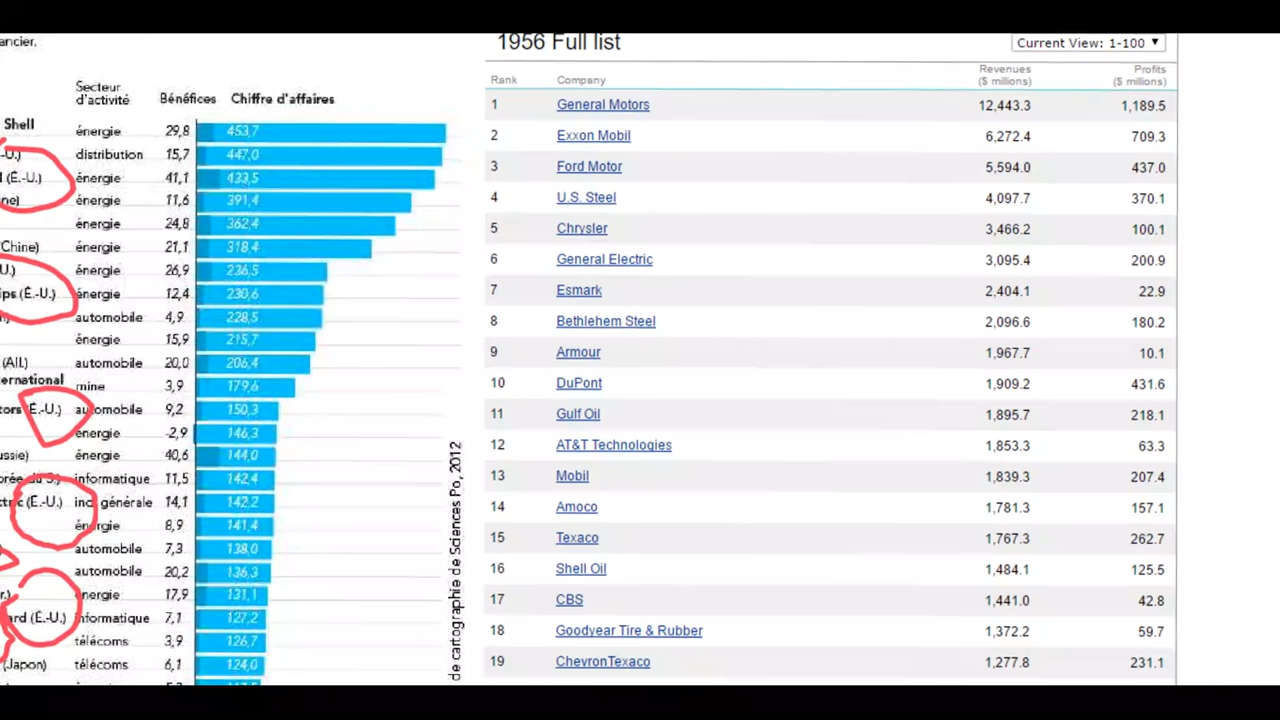 ancier.
Secteur d'activité Bénéfices Chiffre d'affaires
Shell énergie 29,8 453,7
-U.) distribution 15,7 447,0
(É.-U.) énergie 41,1 433,5
ne) énergie 11,6 391,4
énergie 24,8 362,4
Chine) énergie 21,1 318,4
U.) énergie 26,9 236,5
ips (É.-U.) énergie 12,4 230,6
automobile 4,9 228,5
énergie 15,9 215,7
(All.) automobile 20,0 206,4
ernational mine 3,9 179,6
tors (É.-U.) automobile 9,2 150,3
énergie -2,9 146,3
ssie) énergie 40,6 144,0
orée du S.) informatique 11,5 142,4
ctric (É.-U.) ind. générale 14,1 142,2
énergie 8,9 141,4
automobile 7,3 138,0
automobile 20,2 136,3
r.) énergie 17,9 131,1
ard (É.-U.) informatique 7,1 127,2
télécoms 3,9 126,7
(Japon) télécoms 6,1 124,0
de cartographie de Sciences Po, 2012
1956 Full list
Current View: 1-100 ▼
Rank Company Revenues ($ millions) Profits ($ millions)
1 General Motors 12,443.3 1,189.5
2 Exxon Mobil 6,272.4 709.3
3 Ford Motor 5,594.0 437.0
4 U.S. Steel 4,097.7 370.1
5 Chrysler 3,466.2 100.1
6 General Electric 3,095.4 200.9
7 Esmark 2,404.1 22.9
8 Bethlehem Steel 2,096.6 180.2
9 Armour 1,967.7 10.1
10 DuPont 1,909.2 431.6
11 Gulf Oil 1,895.7 218.1
12 AT&T Technologies 1,853.3 63.3
13 Mobil 1,839.3 207.4
14 Amoco 1,781.3 157.1
15 Texaco 1,767.3 262.7
16 Shell Oil 1,484.1 125.5
17 CBS 1,441.0 42.8
18 Goodyear Tire & Rubber 1,372.2 59.7
19 ChevronTexaco 1,277.8 231.1